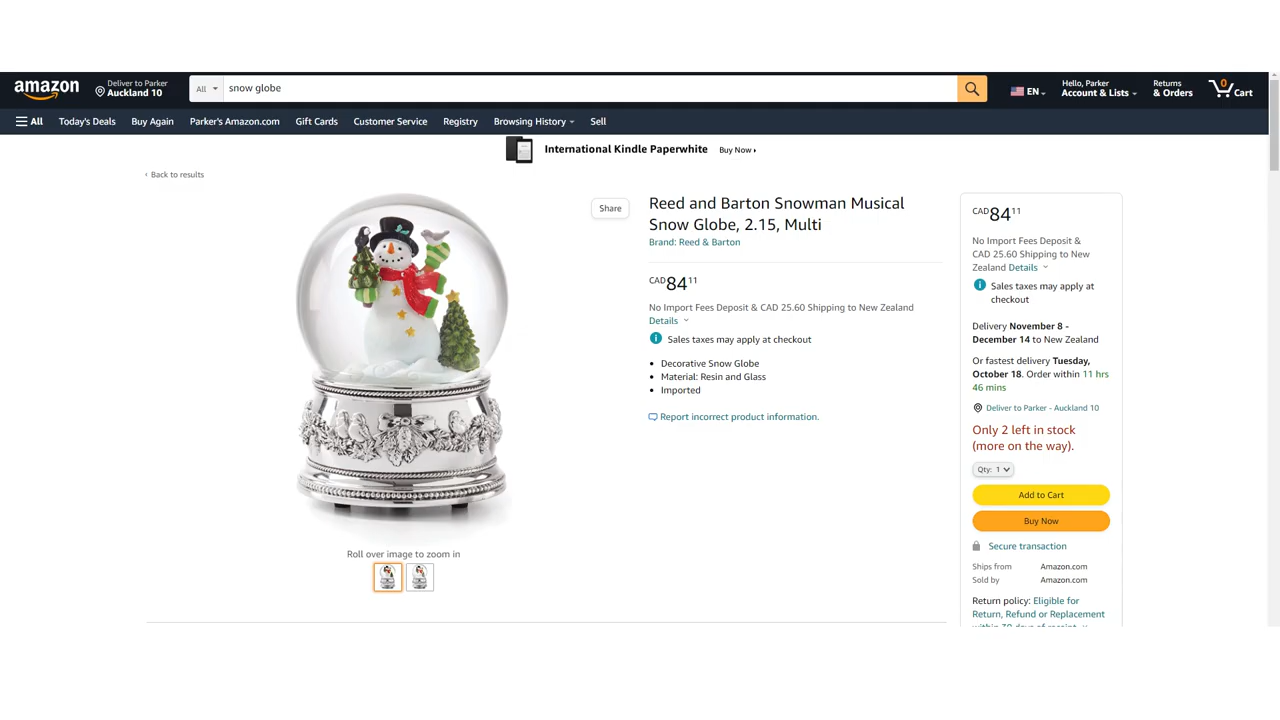 amazon
Deliver to Parker
Auckland 10
All
snow globe
EN
Hello, Parker
Account & Lists
Returns
& Orders
0
Cart
All
Today's Deals
Buy Again
Parker's Amazon.com
Gift Cards
Customer Service
Registry
Browsing History
Sell
International Kindle Paperwhite
Buy Now ›
‹ Back to results
Share
Reed and Barton Snowman Musical
Snow Globe, 2.15, Multi
Brand: Reed & Barton
CAD 84 11
No Import Fees Deposit & CAD 25.60 Shipping to New Zealand
Details
Sales taxes may apply at checkout
• Decorative Snow Globe
• Material: Resin and Glass
• Imported
Report incorrect product information.
Roll over image to zoom in
CAD 84 11
No Import Fees Deposit &
CAD 25.60 Shipping to New
Zealand Details
Sales taxes may apply at
checkout
Delivery November 8 -
December 14 to New Zealand
Or fastest delivery Tuesday,
October 18. Order within 11 hrs
46 mins
Deliver to Parker - Auckland 10
Only 2 left in stock
(more on the way).
Qty: 1
Add to Cart
Buy Now
Secure transaction
Ships from Amazon.com
Sold by Amazon.com
Return policy: Eligible for
Return, Refund or Replacement
within 30 days of receipt